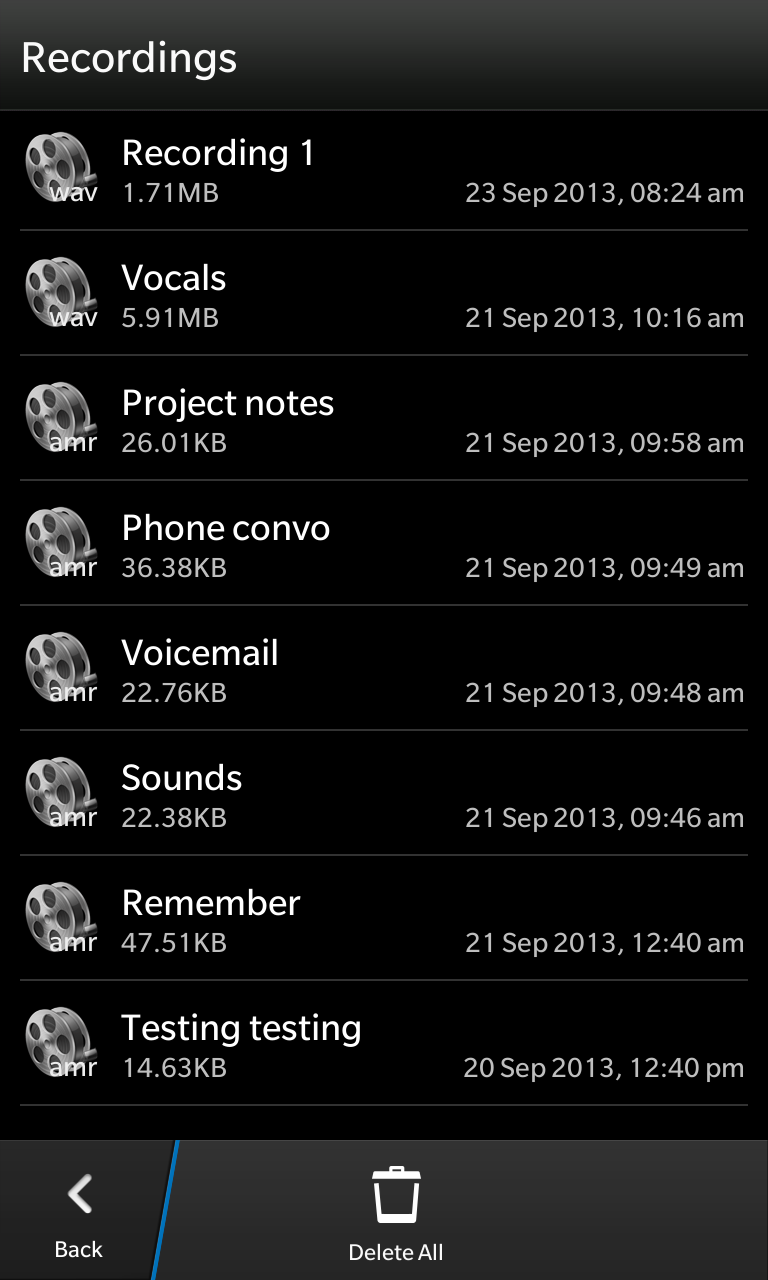 Recordings
Recording 1
wav 1.71MB 23 Sep 2013, 08:24 am
Vocals
wav 5.91MB 21 Sep 2013, 10:16 am
Project notes
amr 26.01KB 21 Sep 2013, 09:58 am
Phone convo
amr 36.38KB 21 Sep 2013, 09:49 am
Voicemail
amr 22.76KB 21 Sep 2013, 09:48 am
Sounds
amr 22.38KB 21 Sep 2013, 09:46 am
Remember
amr 47.51KB 21 Sep 2013, 12:40 am
Testing testing
amr 14.63KB 20 Sep 2013, 12:40 pm
Back Delete All